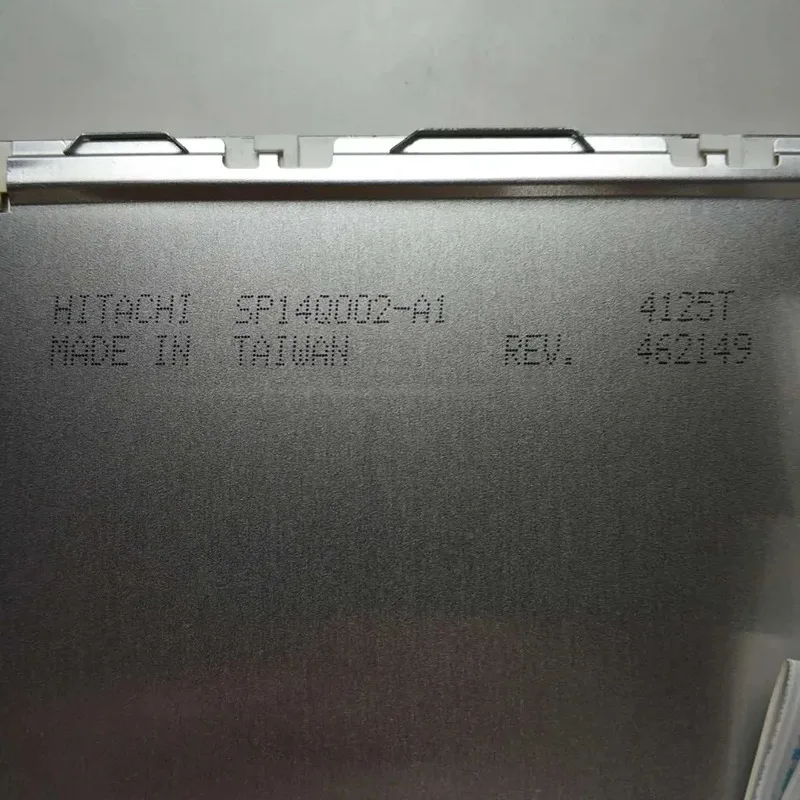 HITACHI SP14Q002-A1 4125T
MADE IN TAIWAN REV. 462149